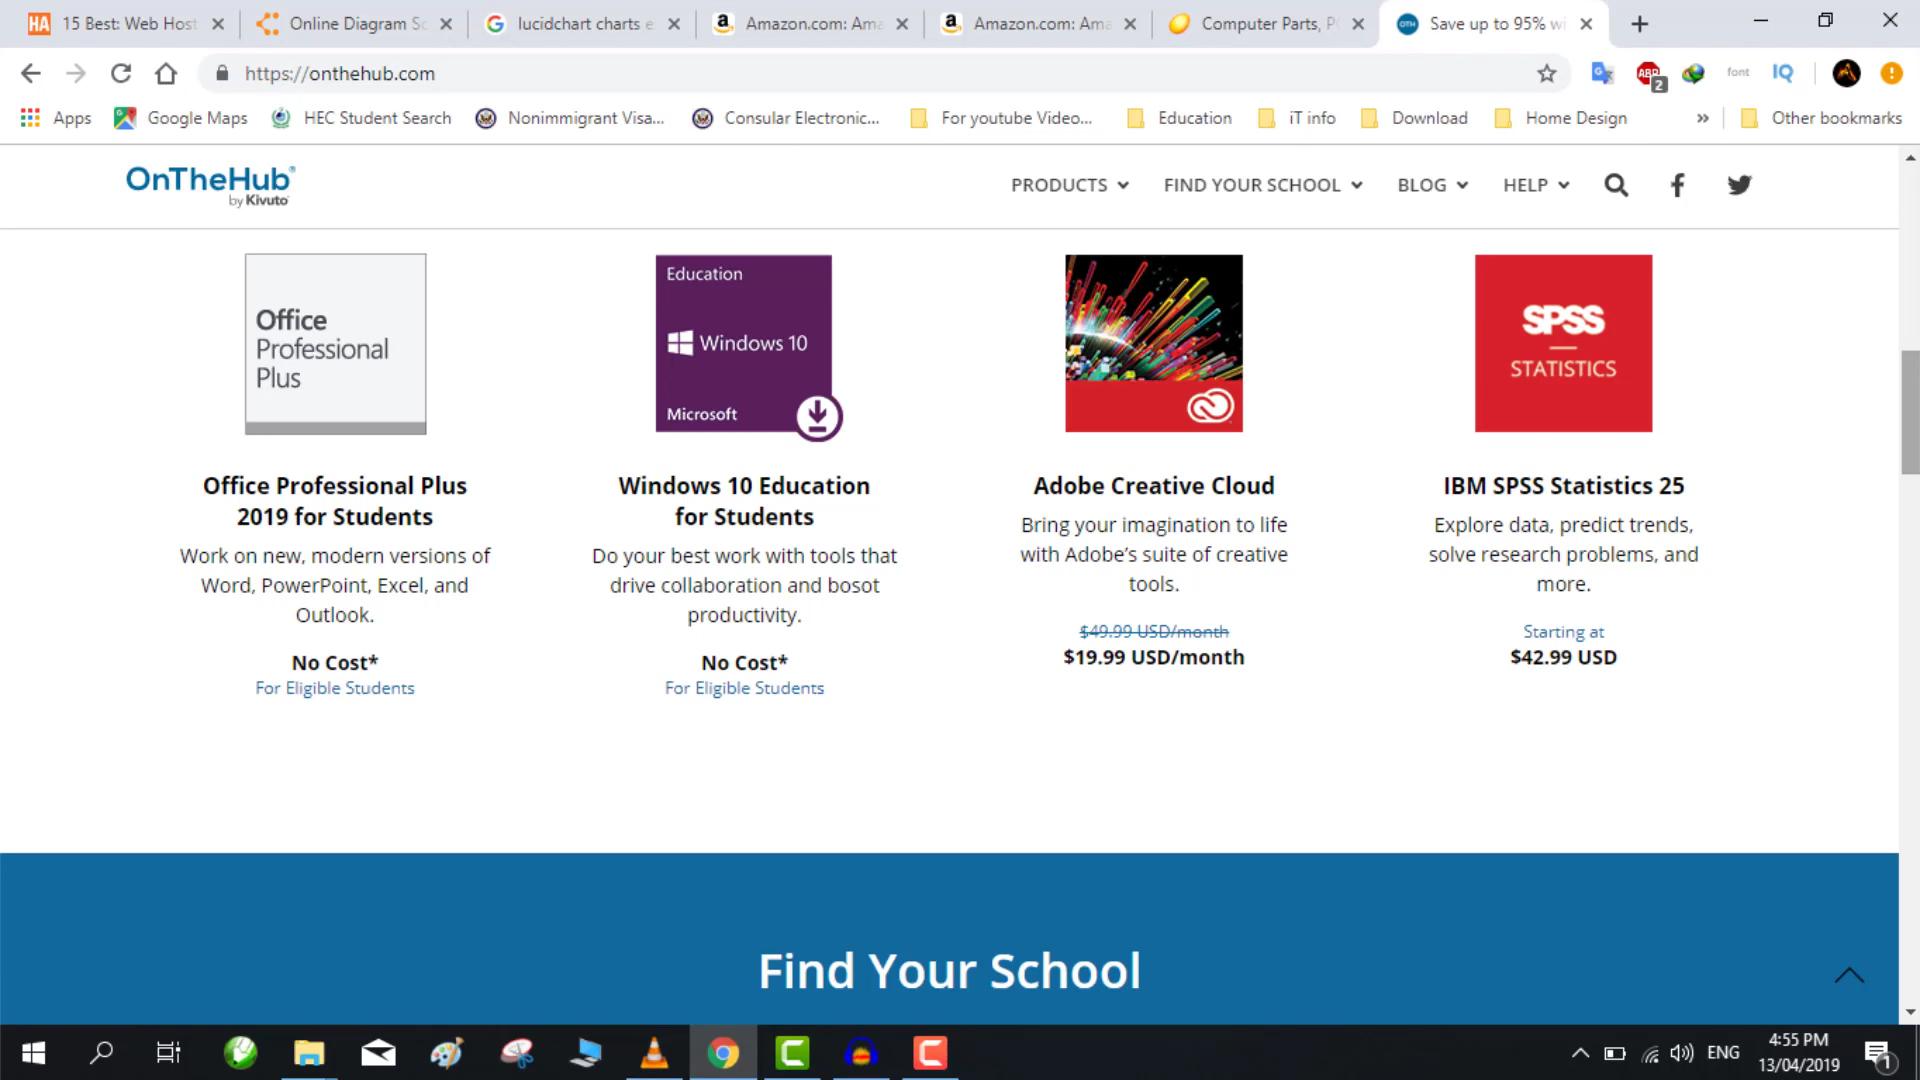 15 Best: Web Host
Online Diagram So
lucidchart charts e
Amazon.com: Ama
Amazon.com: Ama
Computer Parts, P
Save up to 95% wi
https://onthehub.com
ABP
2
font
IQ
Apps
Google Maps
HEC Student Search
Nonimmigrant Visa...
Consular Electronic...
For youtube Video...
Education
iT info
Download
Home Design
Other bookmarks
OnTheHub
by Kivuto
PRODUCTS
FIND YOUR SCHOOL
BLOG
HELP
Office
Professional
Plus
Education
Windows 10
Microsoft
SPSS
STATISTICS
Office Professional Plus
2019 for Students
Work on new, modern versions of
Word, PowerPoint, Excel, and
Outlook.
No Cost*
For Eligible Students
Windows 10 Education
for Students
Do your best work with tools that
drive collaboration and bosot
productivity.
No Cost*
For Eligible Students
Adobe Creative Cloud
Bring your imagination to life
with Adobe’s suite of creative
tools.
$49.99 USD/month
$19.99 USD/month
IBM SPSS Statistics 25
Explore data, predict trends,
solve research problems, and
more.
Starting at
$42.99 USD
Find Your School
ENG
4:55 PM
13/04/2019
1